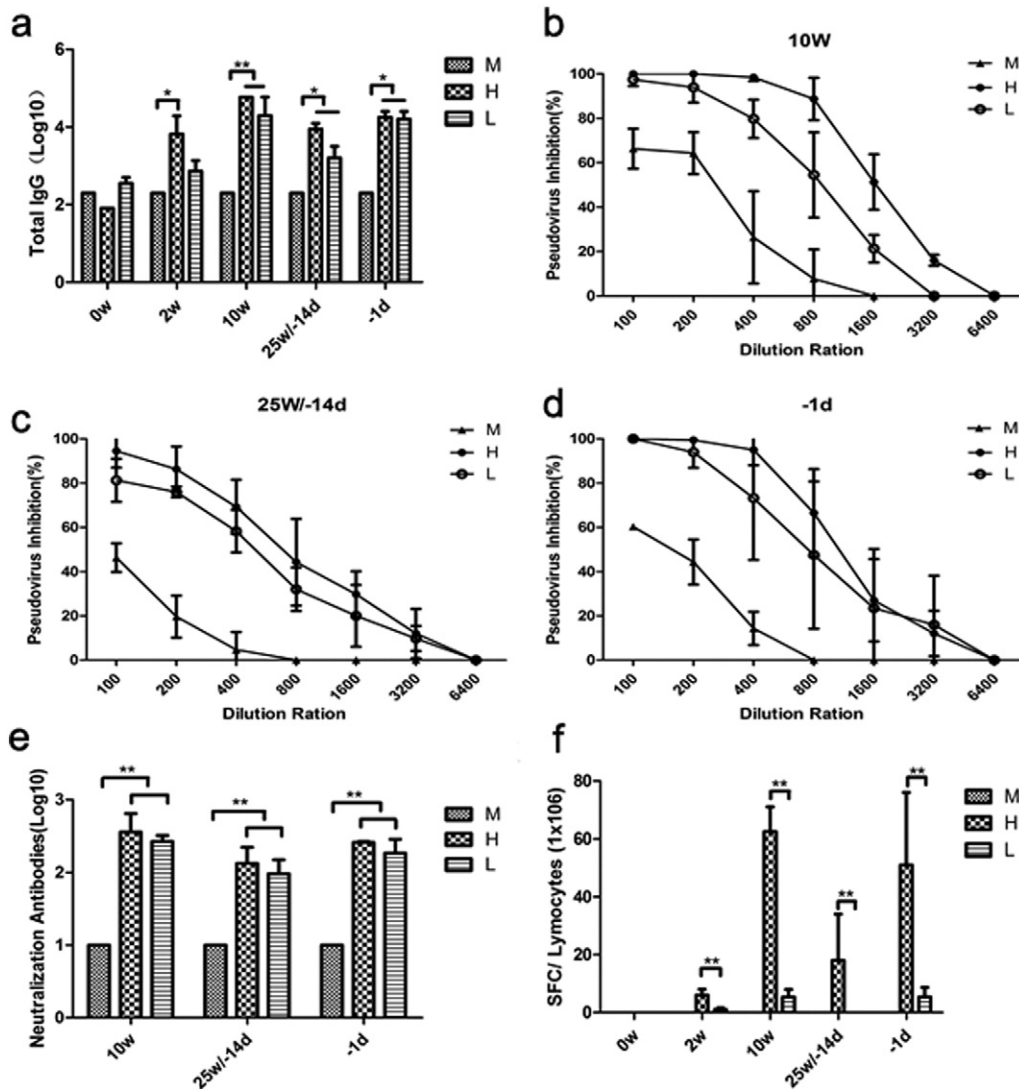 a
Total IgG (Log10)
6
4
2
0
*
**
*
*
0w
2w
10w
25w/-14d
-1d
M
H
L
b
10W
Pseudovirus Inhibition(%)
100
80
60
40
20
0
100
200
400
800
1600
3200
6400
Dilution Ration
M
H
L
c
25W/-14d
Pseudovirus Inhibition(%)
100
80
60
40
20
0
100
200
400
800
1600
3200
6400
Dilution Ration
M
H
L
d
-1d
Pseudovirus Inhibition(%)
100
80
60
40
20
0
100
200
400
800
1600
3200
6400
Dilution Ration
M
H
L
e
Neutralization Antibodies(Log10)
3
2
1
0
**
**
**
10w
25w/-14d
-1d
M
H
L
f
SFC/ Lymocytes (1x106)
80
60
40
20
0
**
**
**
**
0w
2w
10w
25w/-14d
-1d
M
H
L